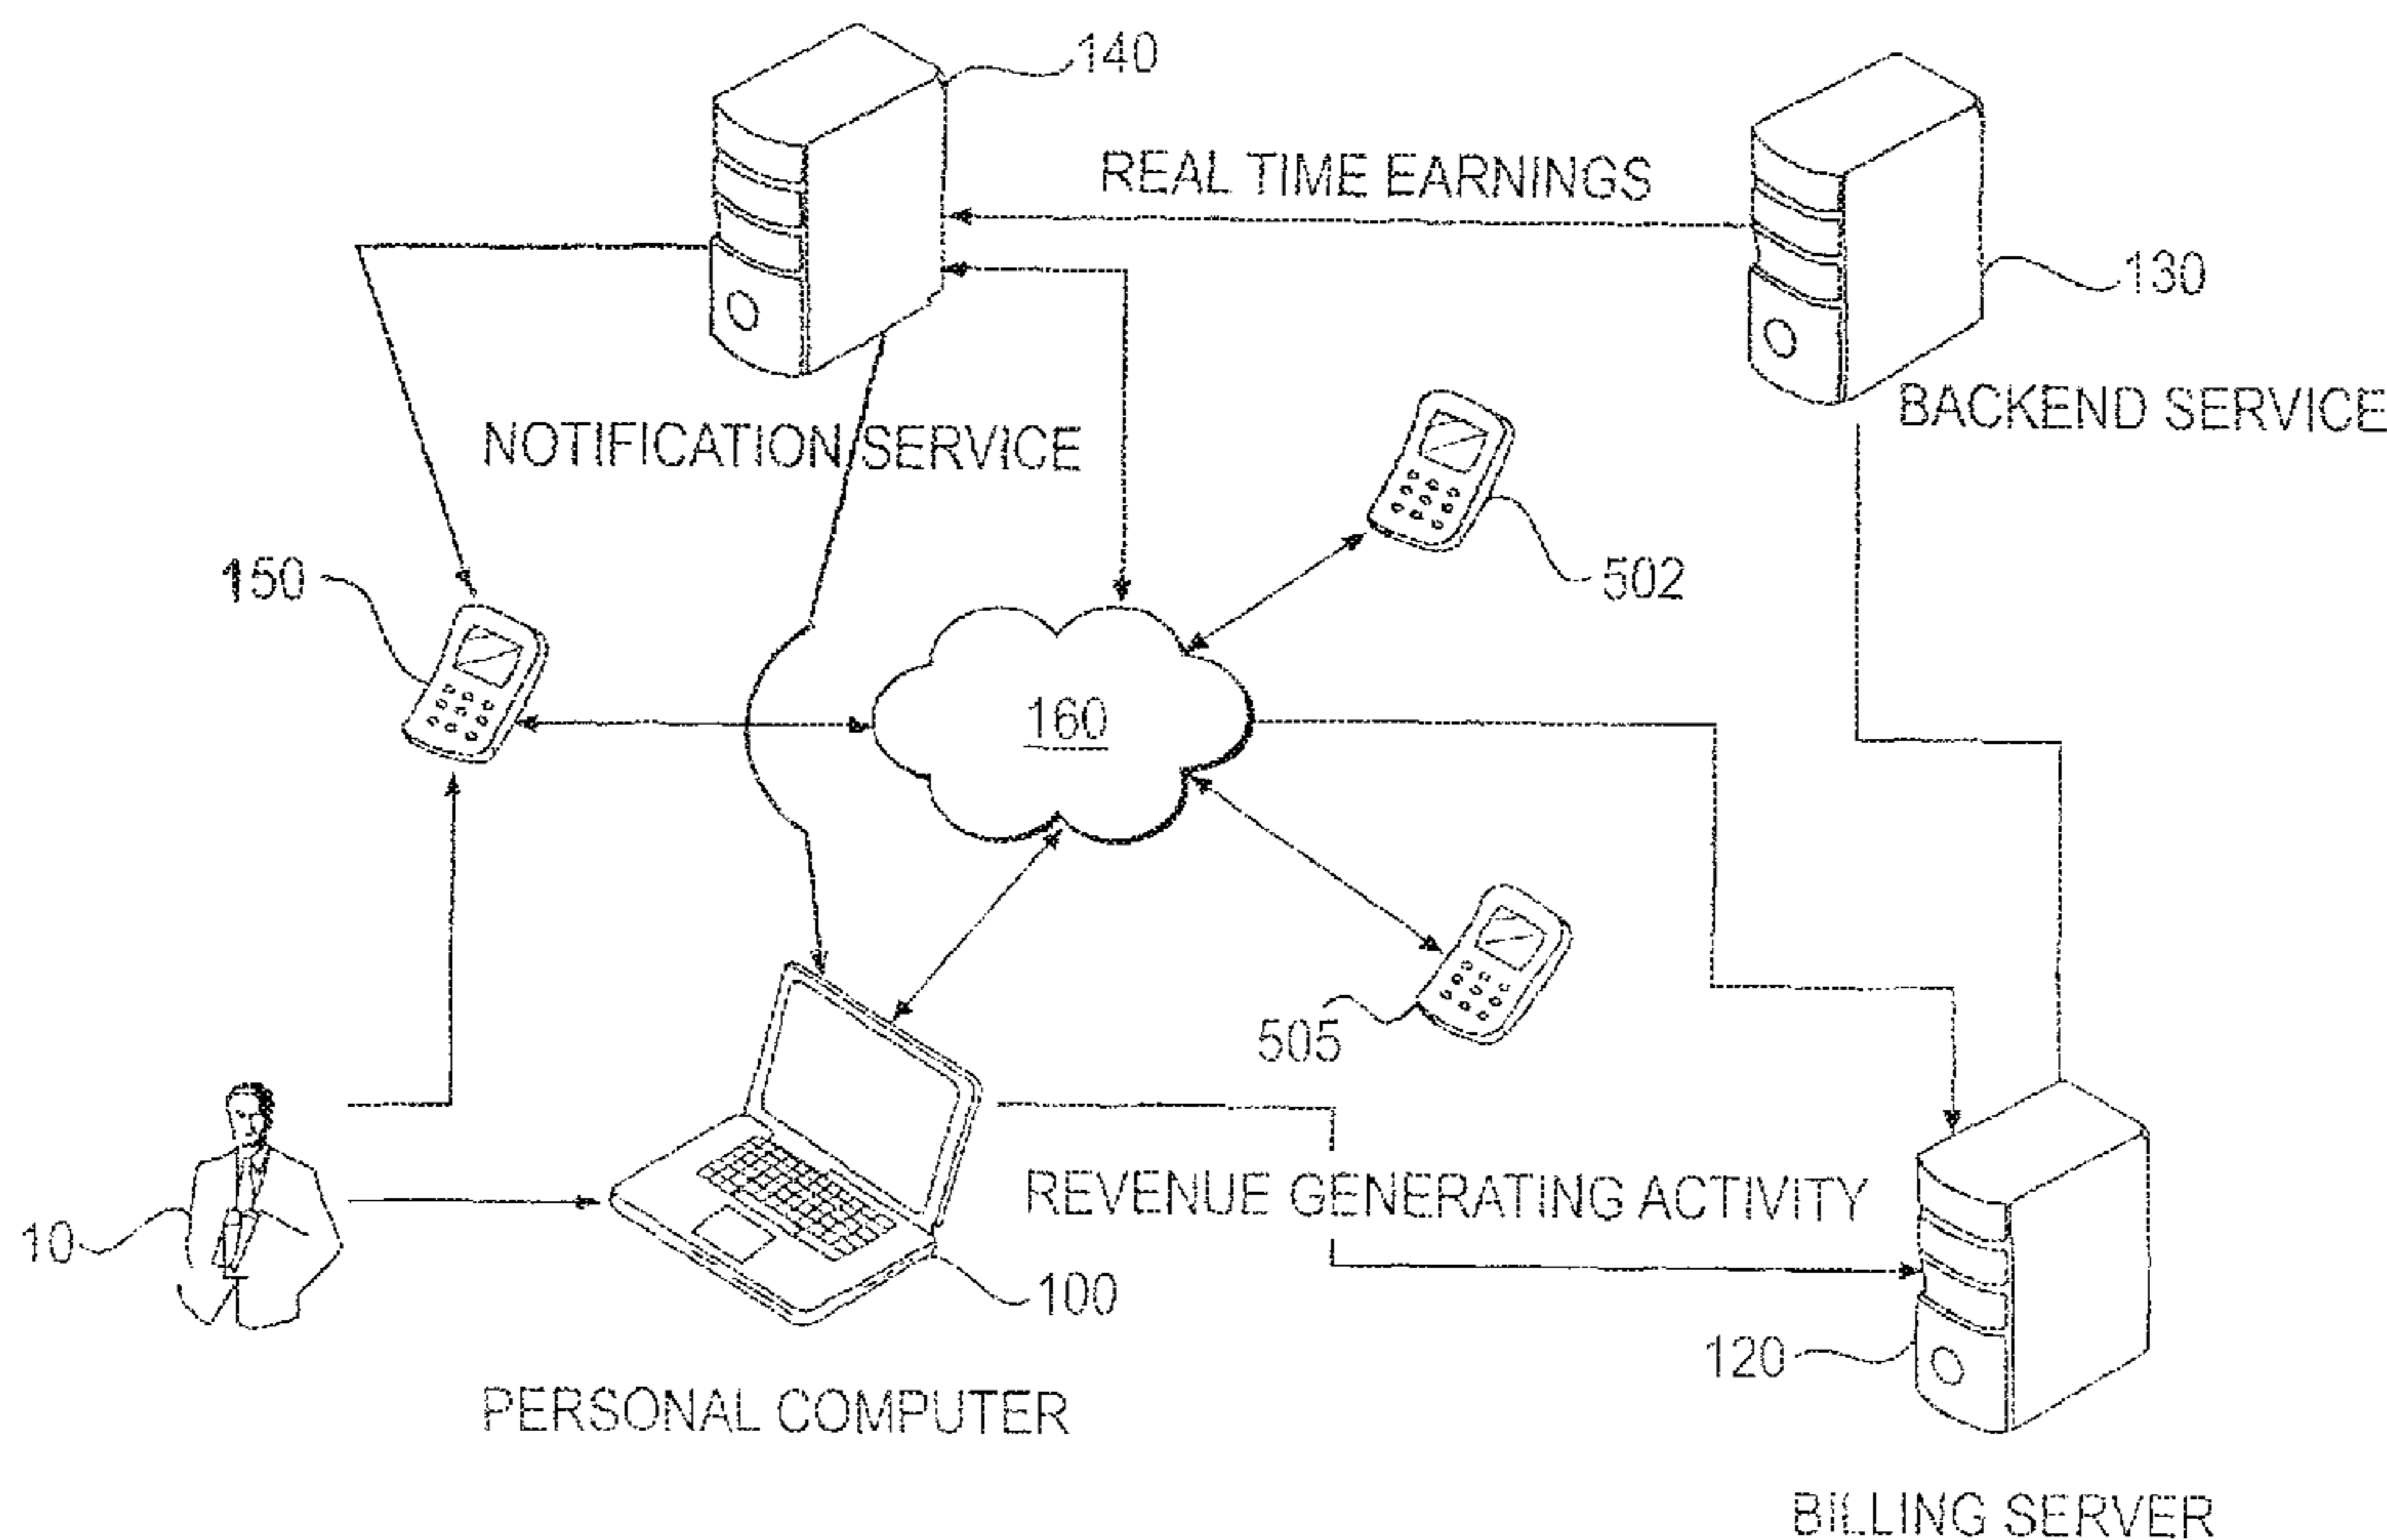 140
REAL TIME EARNINGS
130
BACKEND SERVICE
NOTIFICATION SERVICE
150
502
160
505
10
REVENUE GENERATING ACTIVITY
100
120
PERSONAL COMPUTER
BILLING SERVER